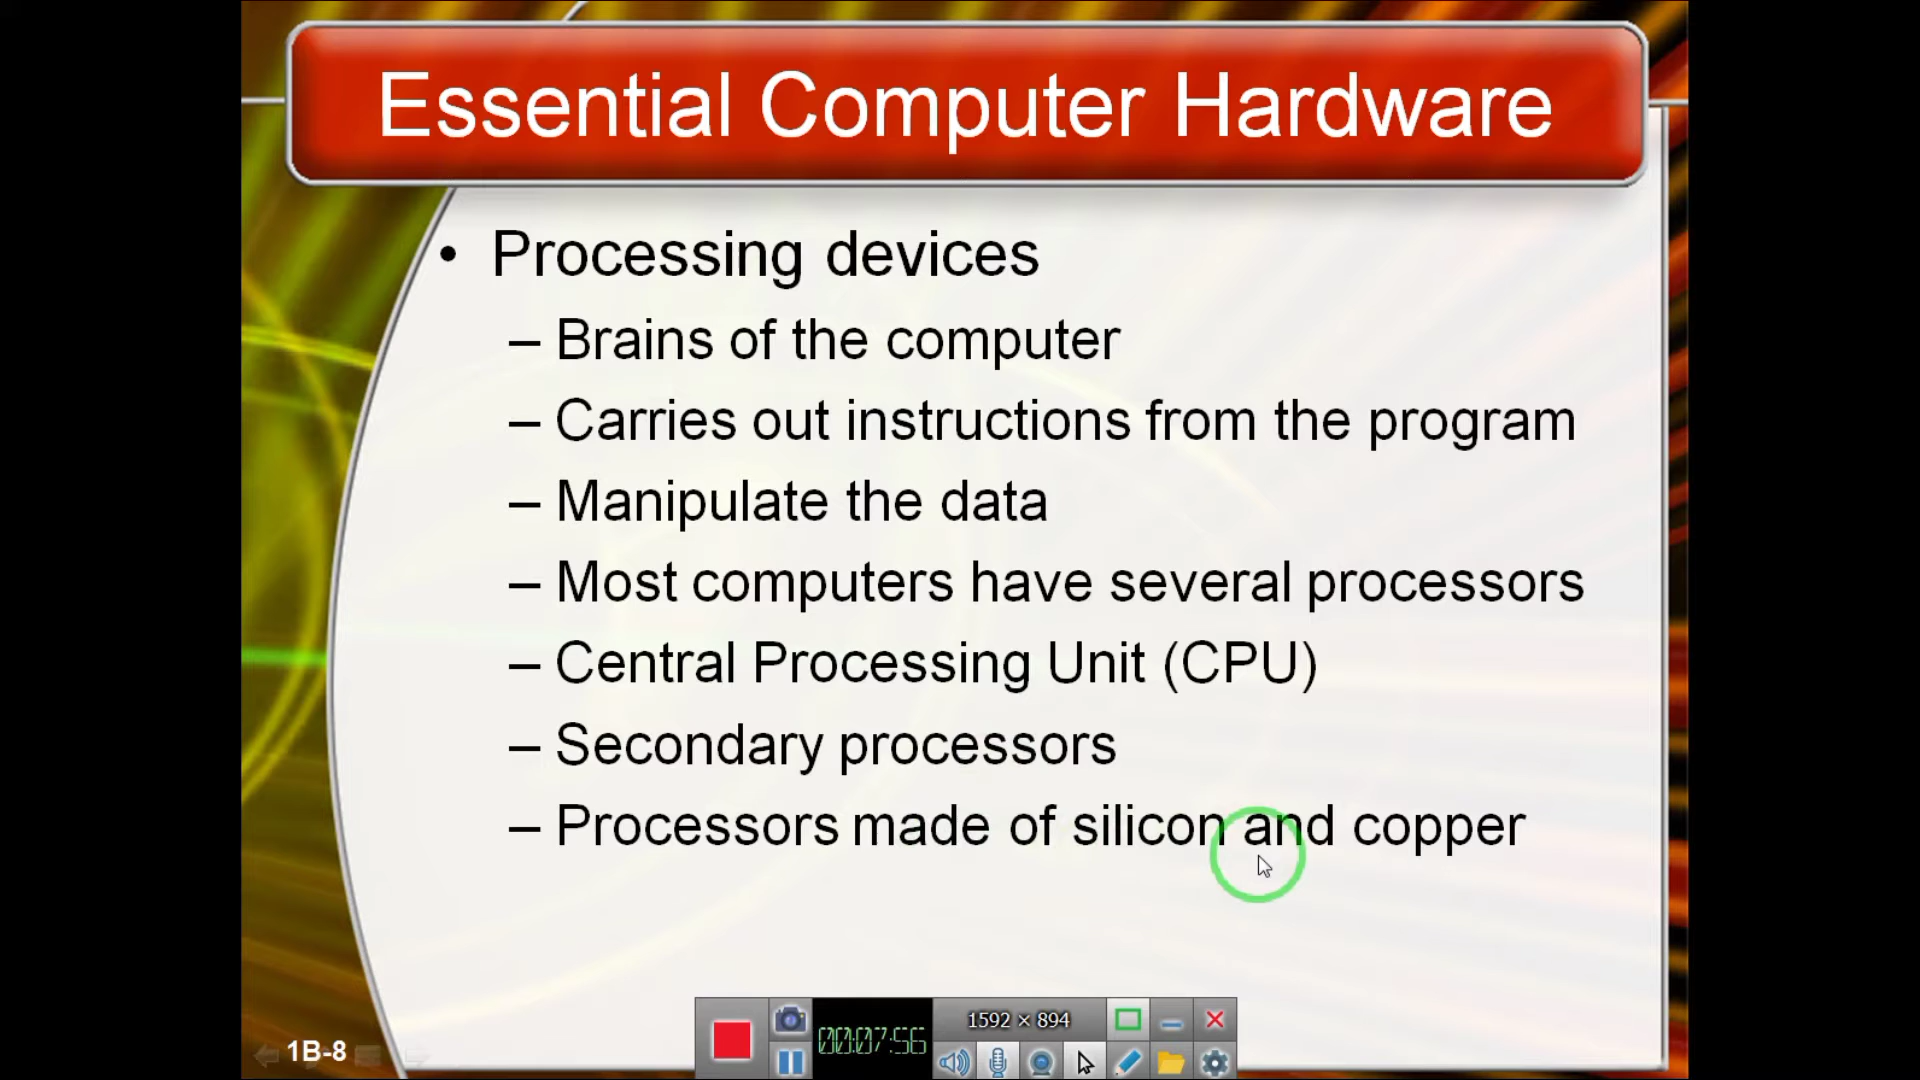 Essential Computer Hardware
• Processing devices
– Brains of the computer
– Carries out instructions from the program
– Manipulate the data
– Most computers have several processors
– Central Processing Unit (CPU)
– Secondary processors
– Processors made of silicon and copper
1B-8
00:07:56
1592 × 894